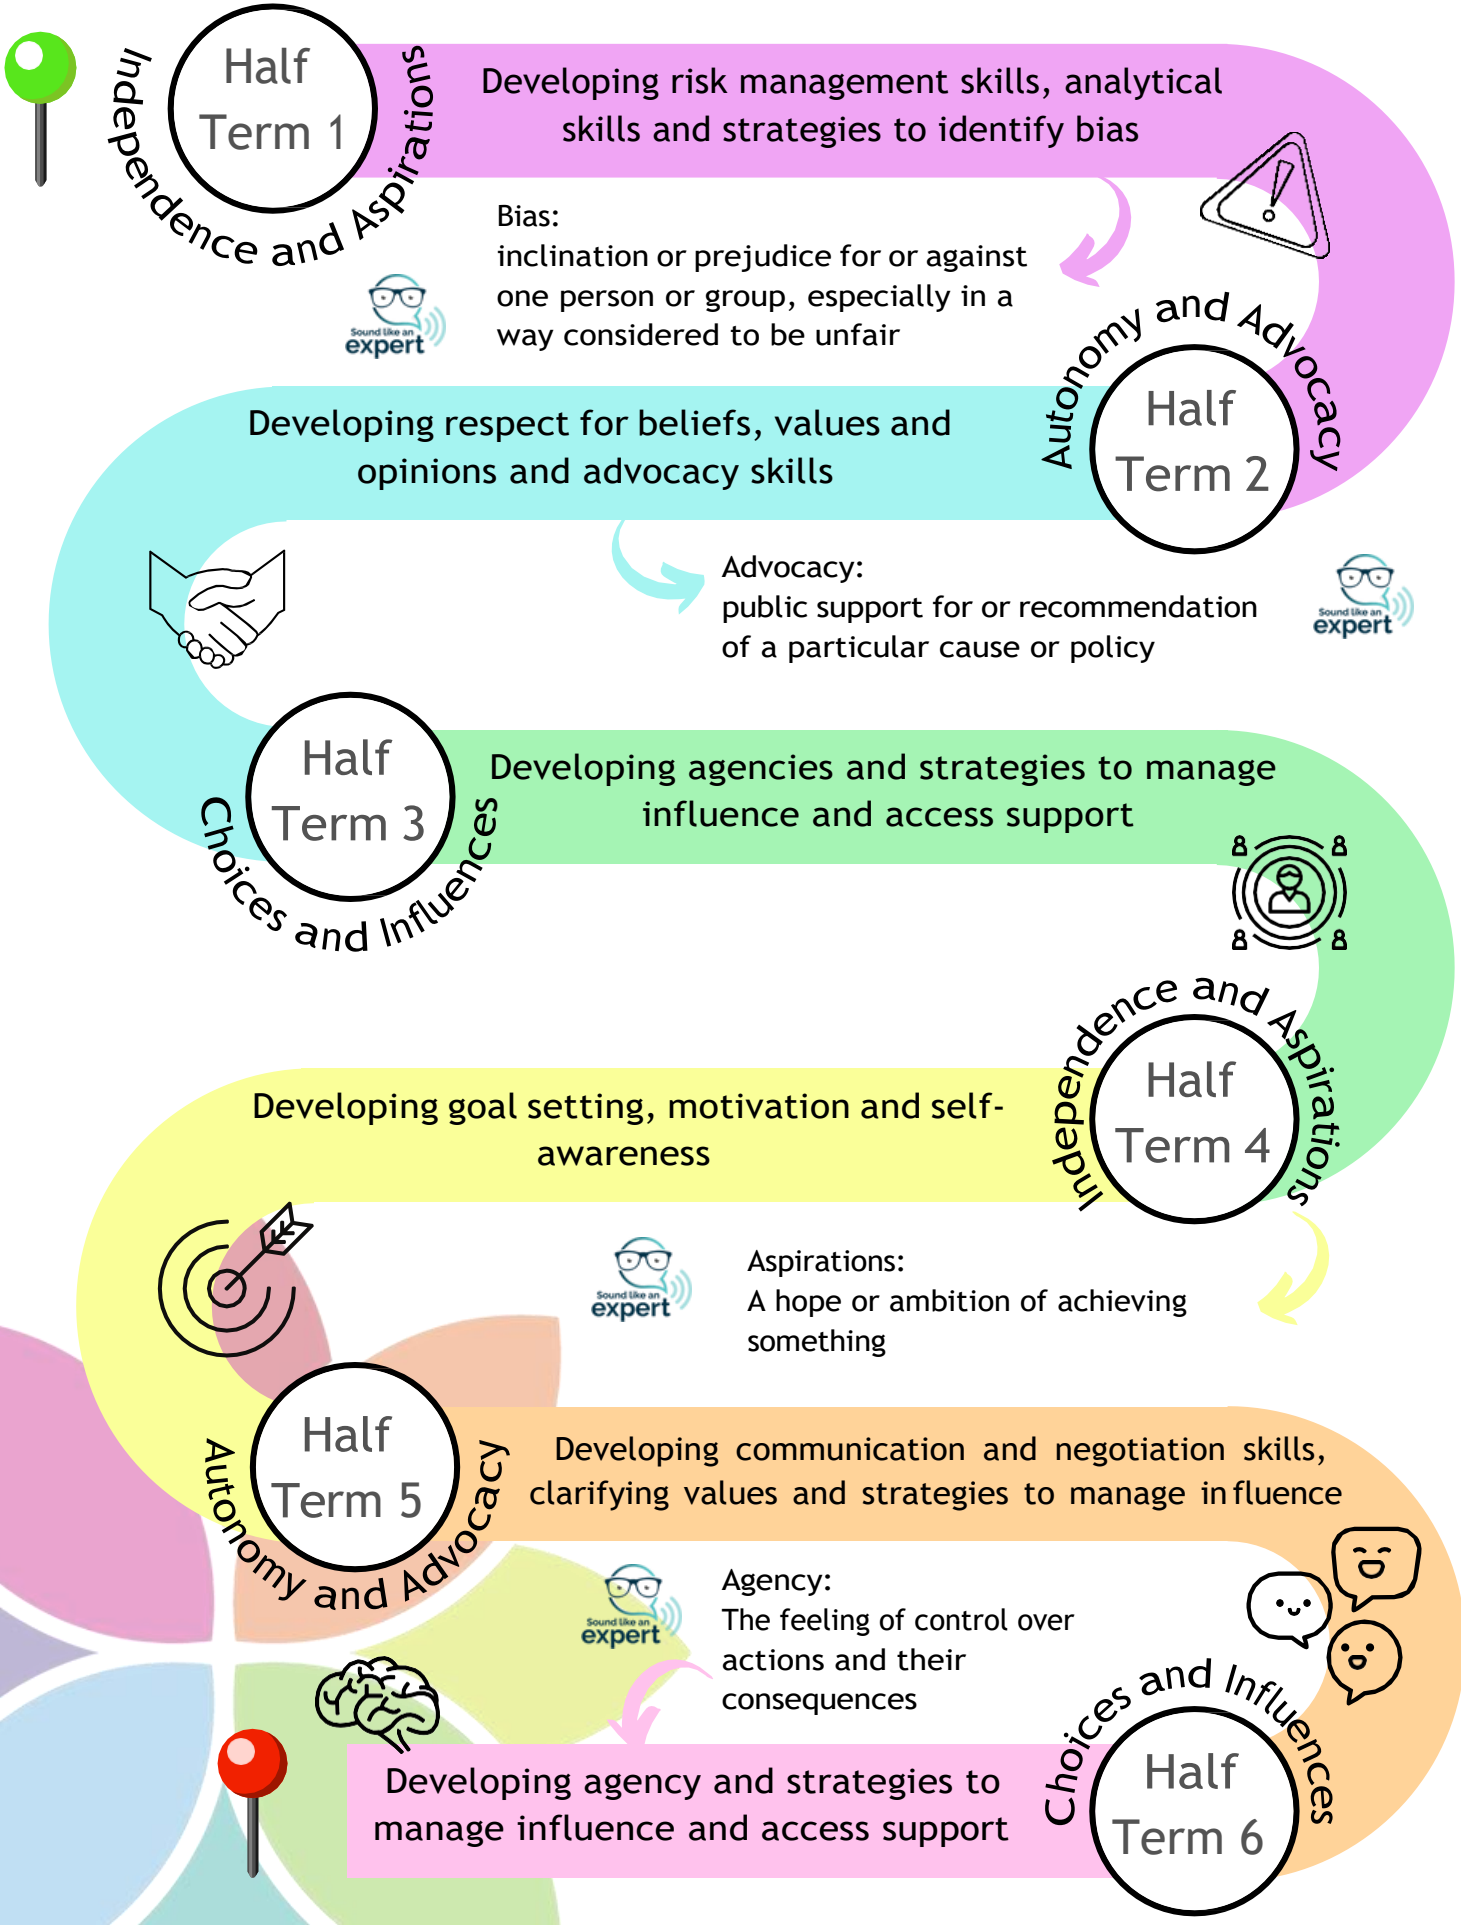 Half
Term 1
Independence and Aspirations
Developing risk management skills, analytical
skills and strategies to identify bias
Bias:
inclination or prejudice for or against
one person or group, especially in a
way considered to be unfair
Sound like an
expert
Autonomy and Advocacy
Half
Term 2
Developing respect for beliefs, values and
opinions and advocacy skills
Advocacy:
public support for or recommendation
of a particular cause or policy
Sound like an
expert
Half
Term 3
Choices and Influences
Developing agencies and strategies to manage
influence and access support
Independence and Aspirations
Half
Term 4
Developing goal setting, motivation and self-
awareness
Sound like an
expert
Aspirations:
A hope or ambition of achieving
something
Half
Term 5
Autonomy and Advocacy
Developing communication and negotiation skills,
clarifying values and strategies to manage influence
Sound like an
expert
Agency:
The feeling of control over
actions and their
consequences
Choices and Influences
Half
Term 6
Developing agency and strategies to
manage influence and access support